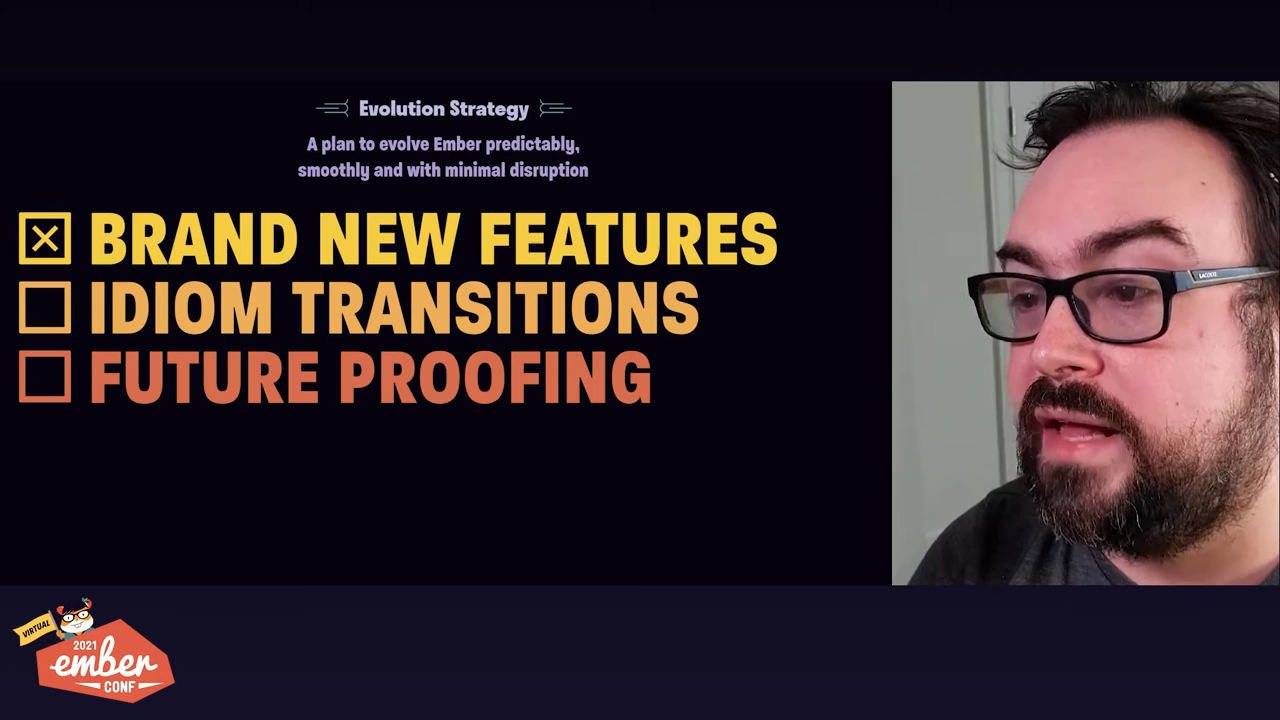 Evolution Strategy
A plan to evolve Ember predictably,
smoothly and with minimal disruption
BRAND NEW FEATURES
IDIOM TRANSITIONS
FUTURE PROOFING
LACOSTE
VIRTUAL
2021
ember
CONF